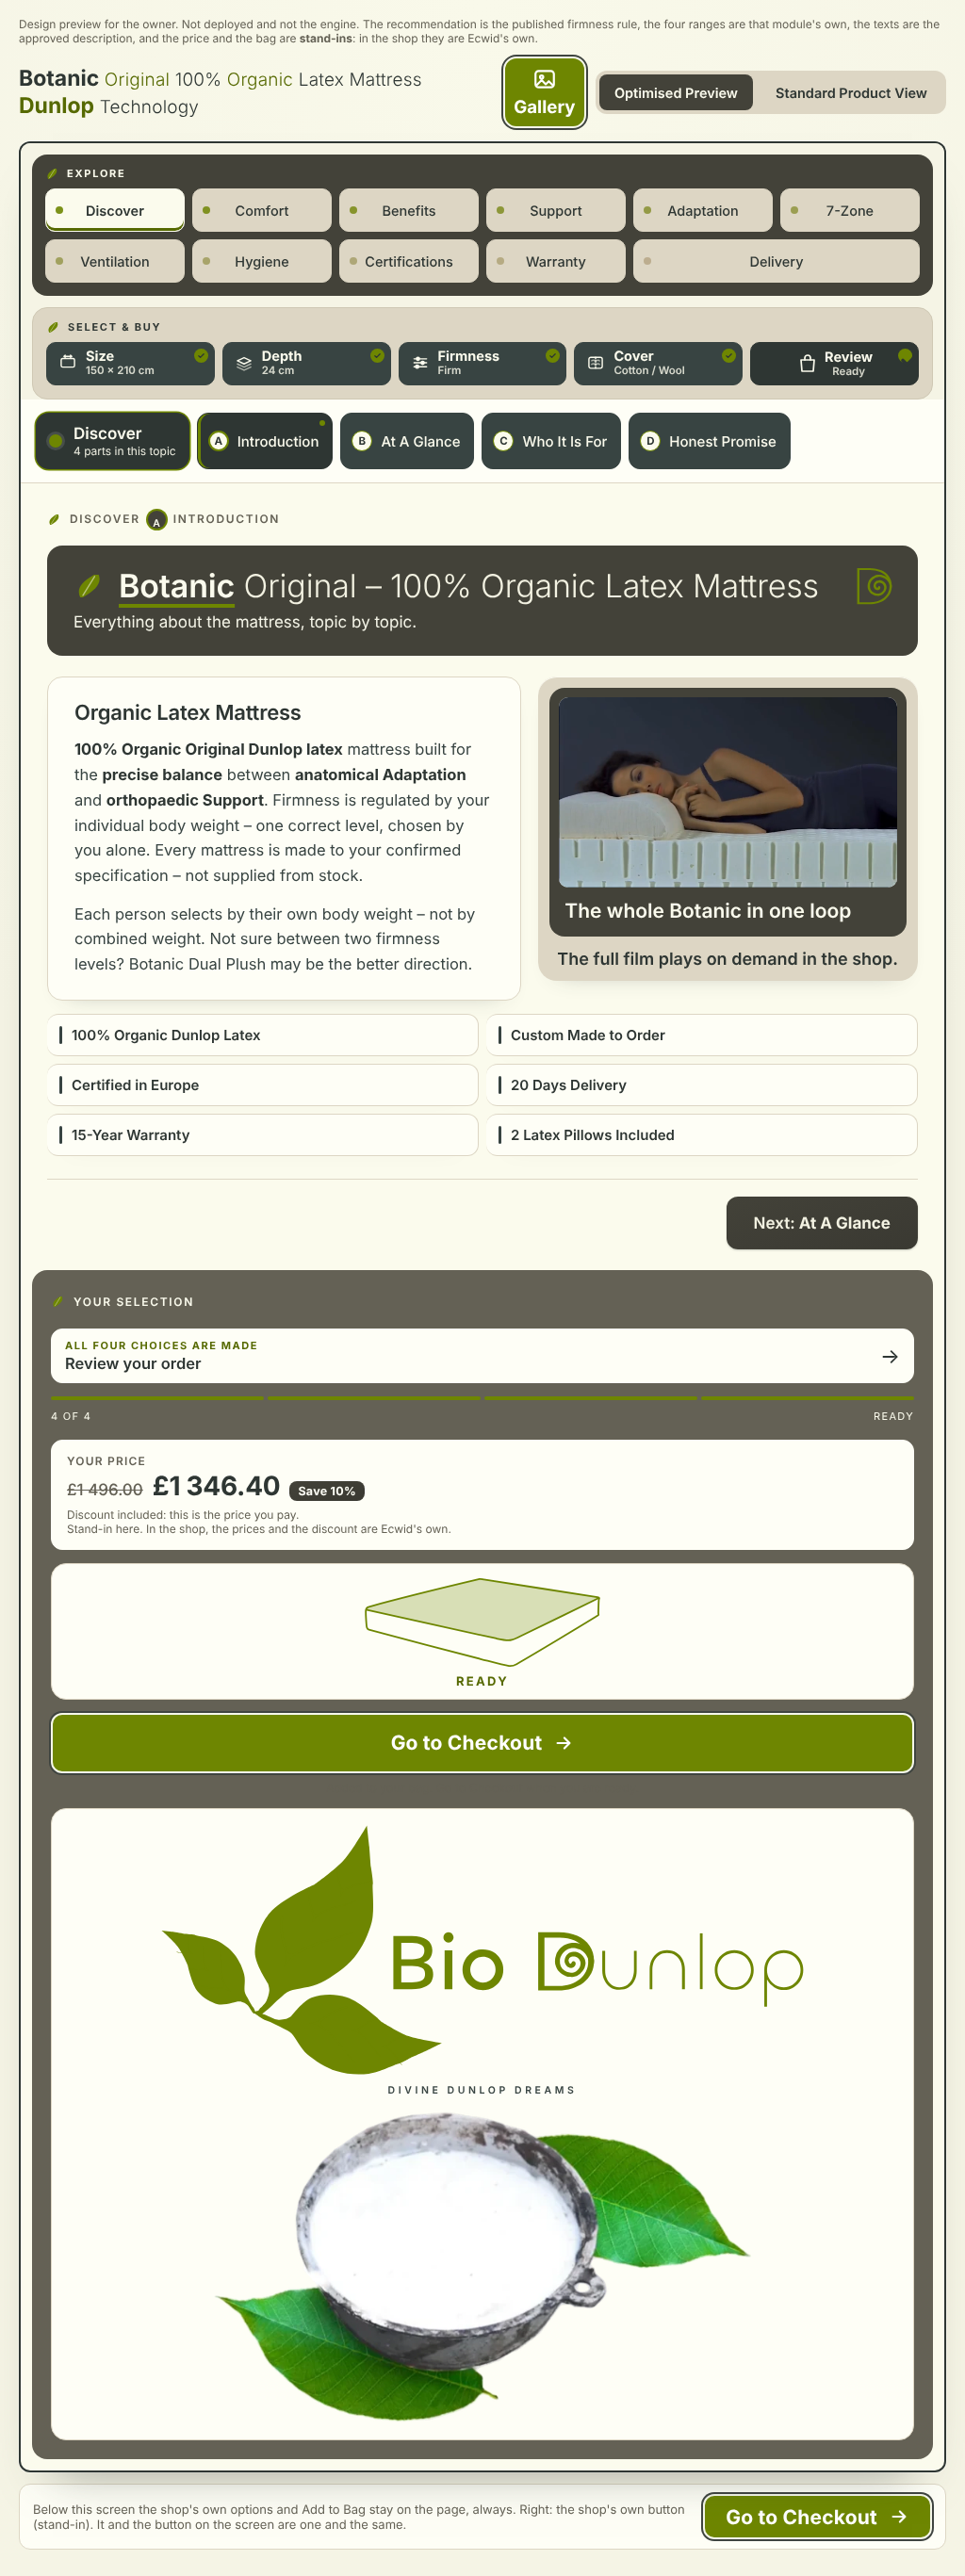 Design preview for the owner. Not deployed and not the engine. The recommendation is the published firmness rule, the four ranges are that module's own, the texts are the
approved description, and the price and the bag are stand-ins: in the shop they are Ecwid's own.
Botanic Original 100% Organic Latex Mattress
Dunlop Technology
Gallery
Optimised Preview
Standard Product View
EXPLORE
Discover
Comfort
Benefits
Support
Adaptation
7-Zone
Ventilation
Hygiene
Certifications
Warranty
Delivery
SELECT & BUY
Size
150 × 210 cm
Depth
24 cm
Firmness
Firm
Cover
Cotton / Wool
Review
Ready
Discover
4 parts in this topic
A Introduction
B At A Glance
C Who It Is For
D Honest Promise
DISCOVER A INTRODUCTION
Botanic Original – 100% Organic Latex Mattress
Everything about the mattress, topic by topic.
Organic Latex Mattress
100% Organic Original Dunlop latex mattress built for
the precise balance between anatomical Adaptation
and orthopaedic Support. Firmness is regulated by your
individual body weight – one correct level, chosen by
you alone. Every mattress is made to your confirmed
specification – not supplied from stock.
Each person selects by their own body weight – not by
combined weight. Not sure between two firmness
levels? Botanic Dual Plush may be the better direction.
The whole Botanic in one loop
The full film plays on demand in the shop.
100% Organic Dunlop Latex
Custom Made to Order
Certified in Europe
20 Days Delivery
15-Year Warranty
2 Latex Pillows Included
Next: At A Glance
YOUR SELECTION
ALL FOUR CHOICES ARE MADE
Review your order
4 OF 4
READY
YOUR PRICE
£1 496.00 £1 346.40 Save 10%
Discount included: this is the price you pay.
Stand-in here. In the shop, the prices and the discount are Ecwid's own.
READY
Go to Checkout
Bio Dunlop
DIVINE DUNLOP DREAMS
Below this screen the shop's own options and Add to Bag stay on the page, always. Right: the shop's own button
(stand-in). It and the button on the screen are one and the same.
Go to Checkout